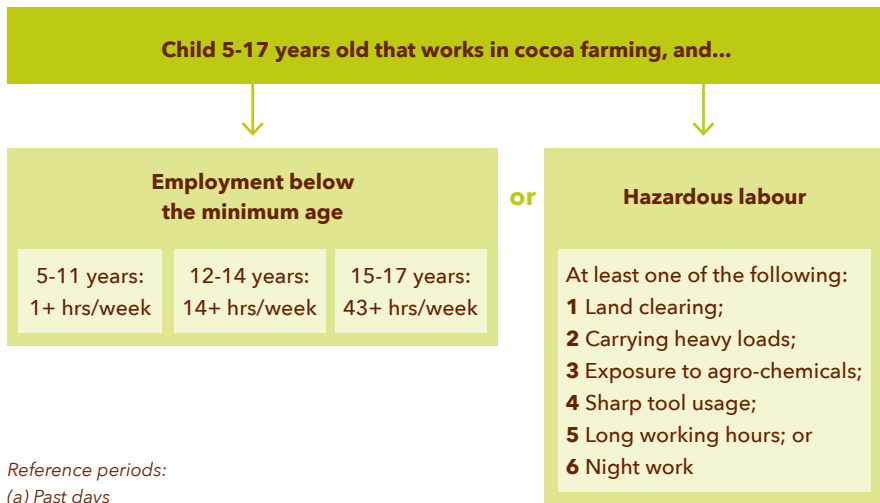 Child 5-17 years old that works in cocoa farming, and...
Employment below
the minimum age
5-11 years:
1+ hrs/week
12-14 years:
14+ hrs/week
15-17 years:
43+ hrs/week
or
Hazardous labour
At least one of the following:
1 Land clearing;
2 Carrying heavy loads;
3 Exposure to agro-chemicals;
4 Sharp tool usage;
5 Long working hours; or
6 Night work
Reference periods:
(a) Past days